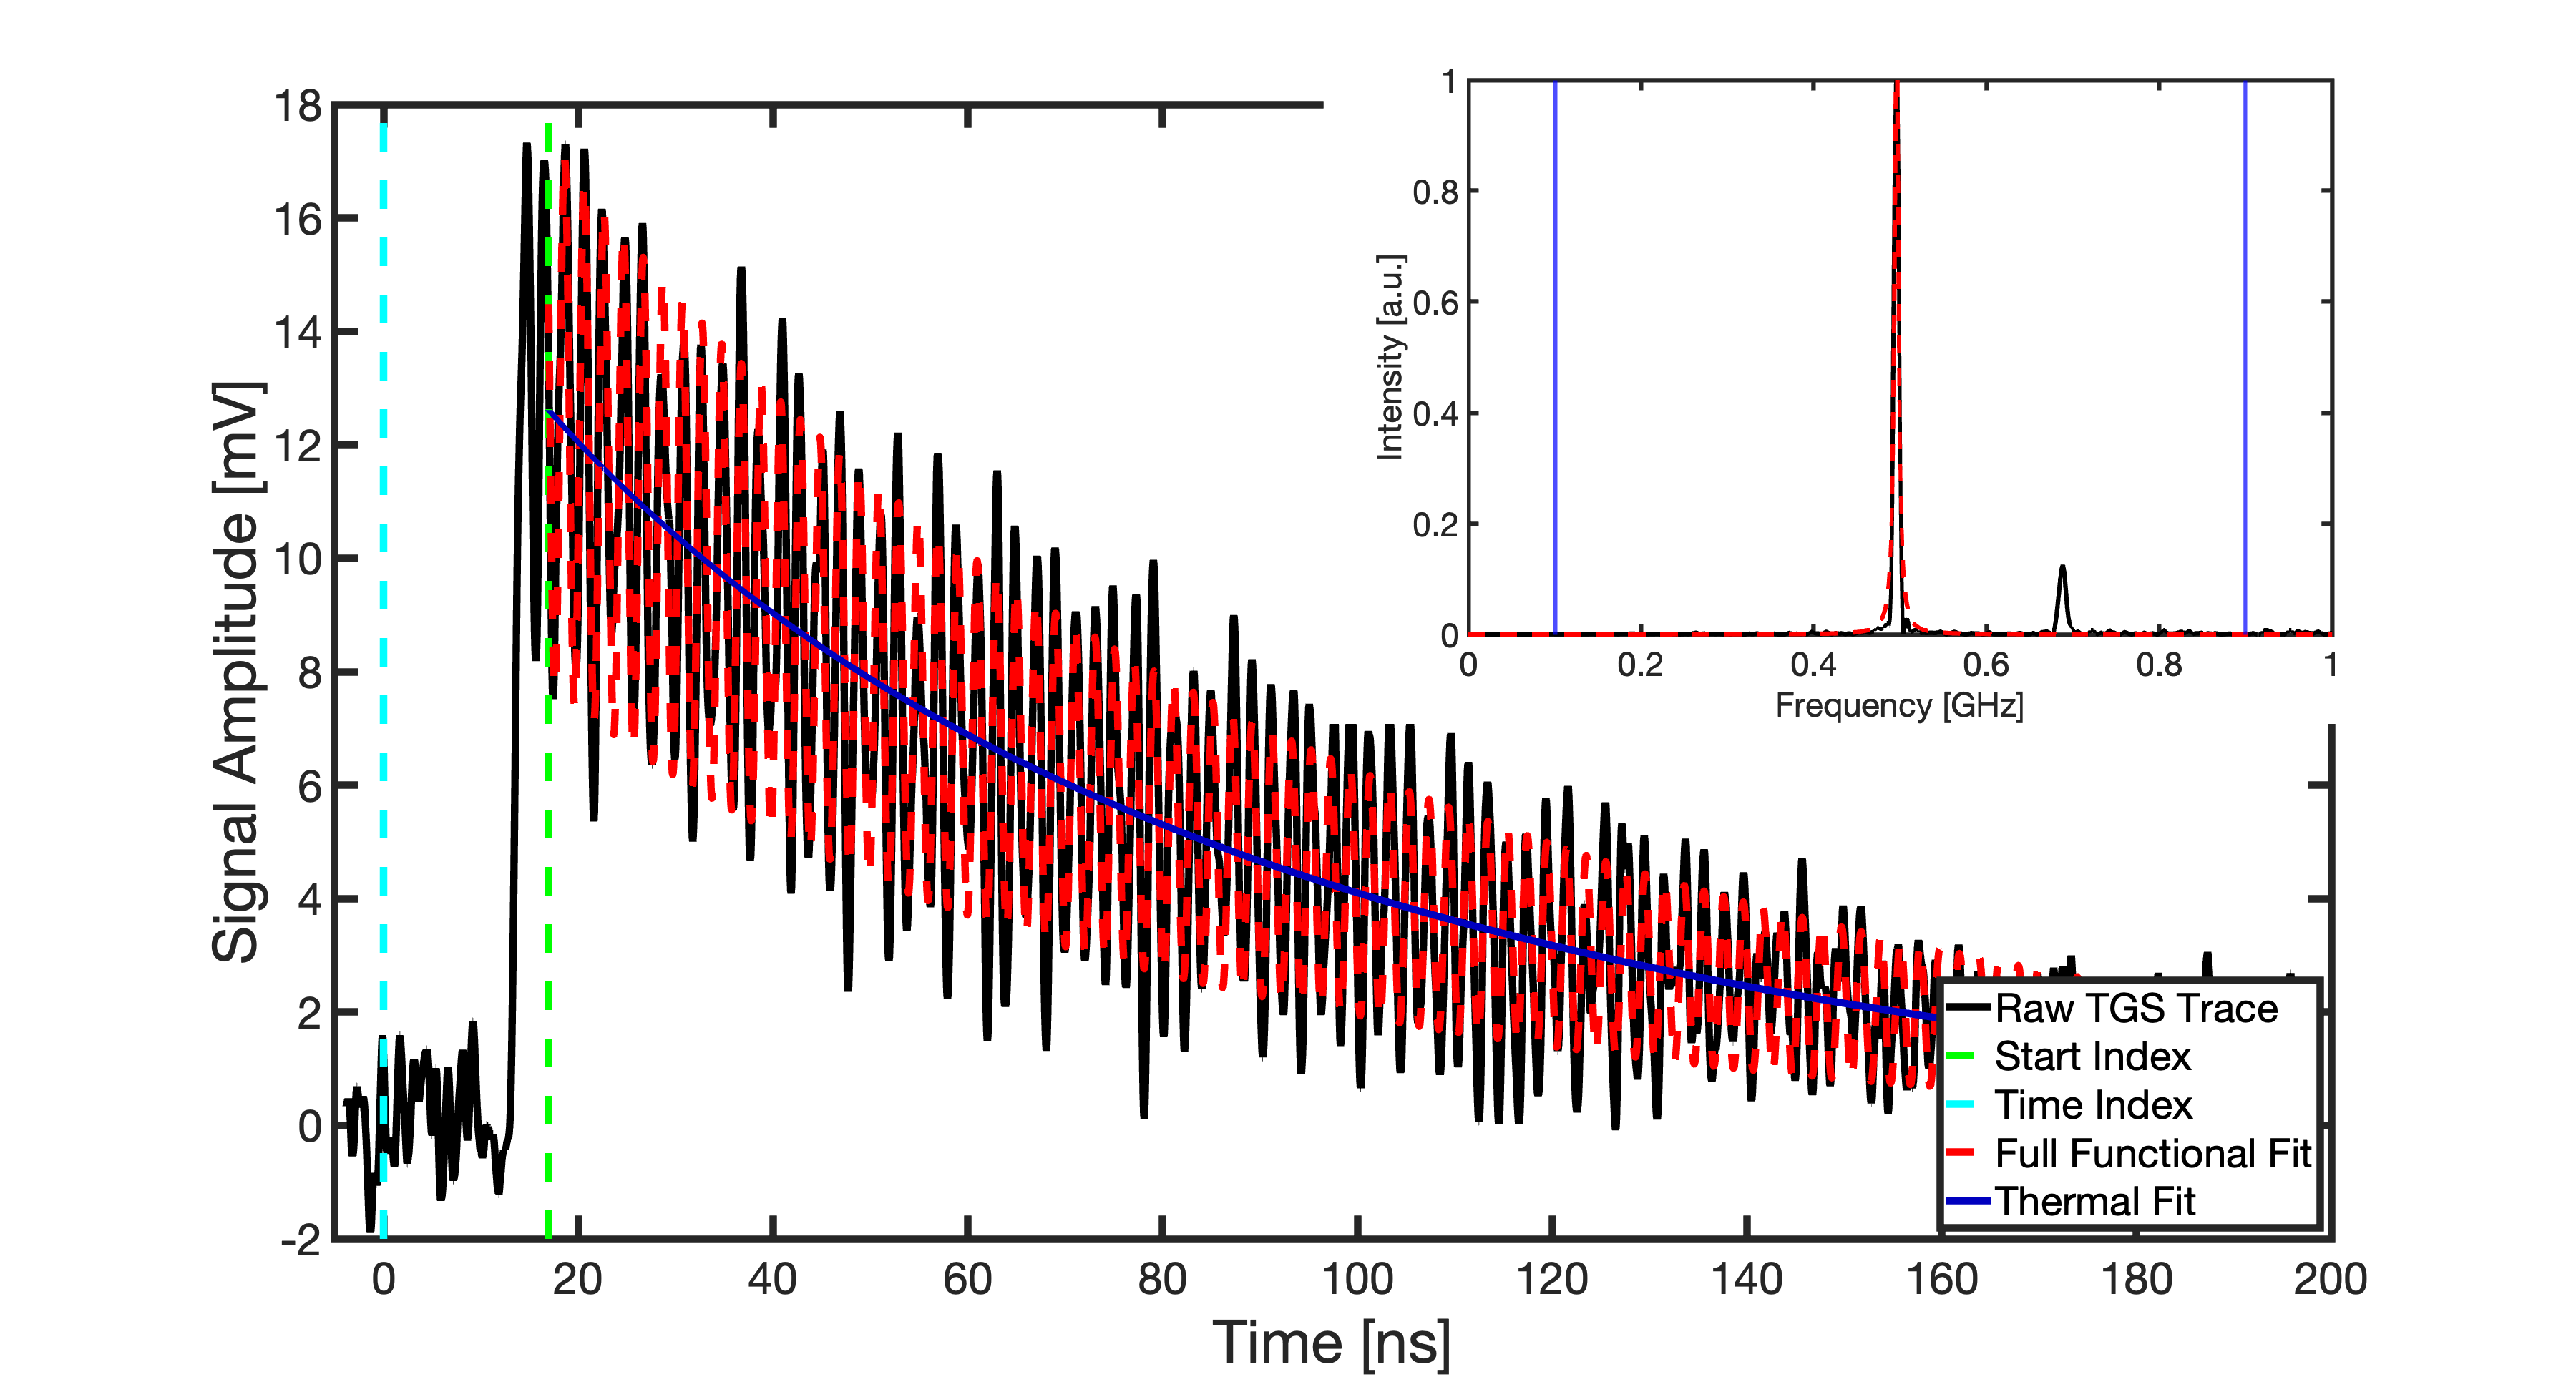 18
16
14
12
10
8
6
4
2
0
-2
Signal Amplitude [mV]
0 20 40 60 80 100 120 140 160 180 200
Time [ns]
1
0.8
0.6
0.4
0.2
0
Intensity [a.u.]
0 0.2 0.4 0.6 0.8 1
Frequency [GHz]
Raw TGS Trace
Start Index
Time Index
Full Functional Fit
Thermal Fit